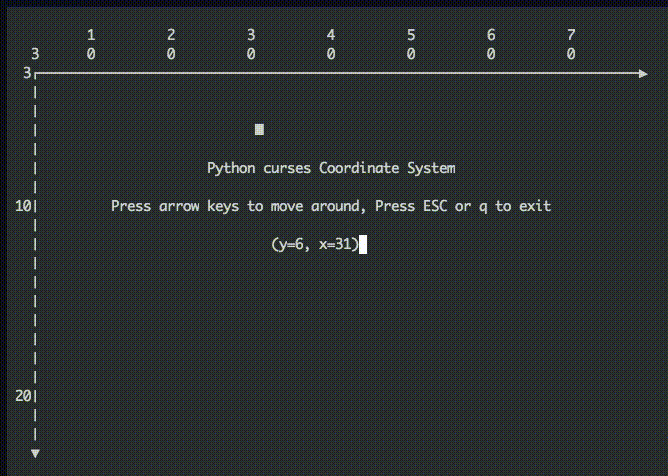 1 2 3 4 5 6 7
3 0 0 0 0 0 0 0
3
Python curses Coordinate System
10 Press arrow keys to move around, Press ESC or q to exit
(y=6, x=31)
20